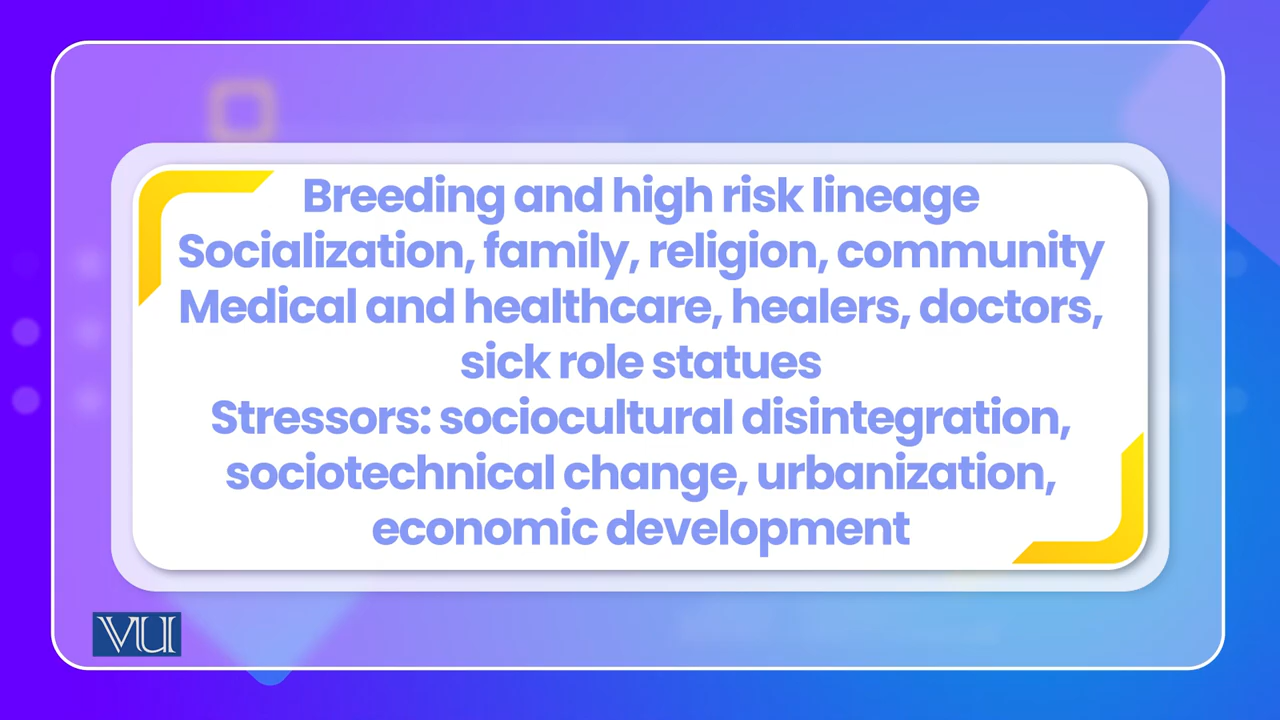 Breeding and high risk lineage
Socialization, family, religion, community
Medical and healthcare, healers, doctors,
sick role statues
Stressors: sociocultural disintegration,
sociotechnical change, urbanization,
economic development
VU